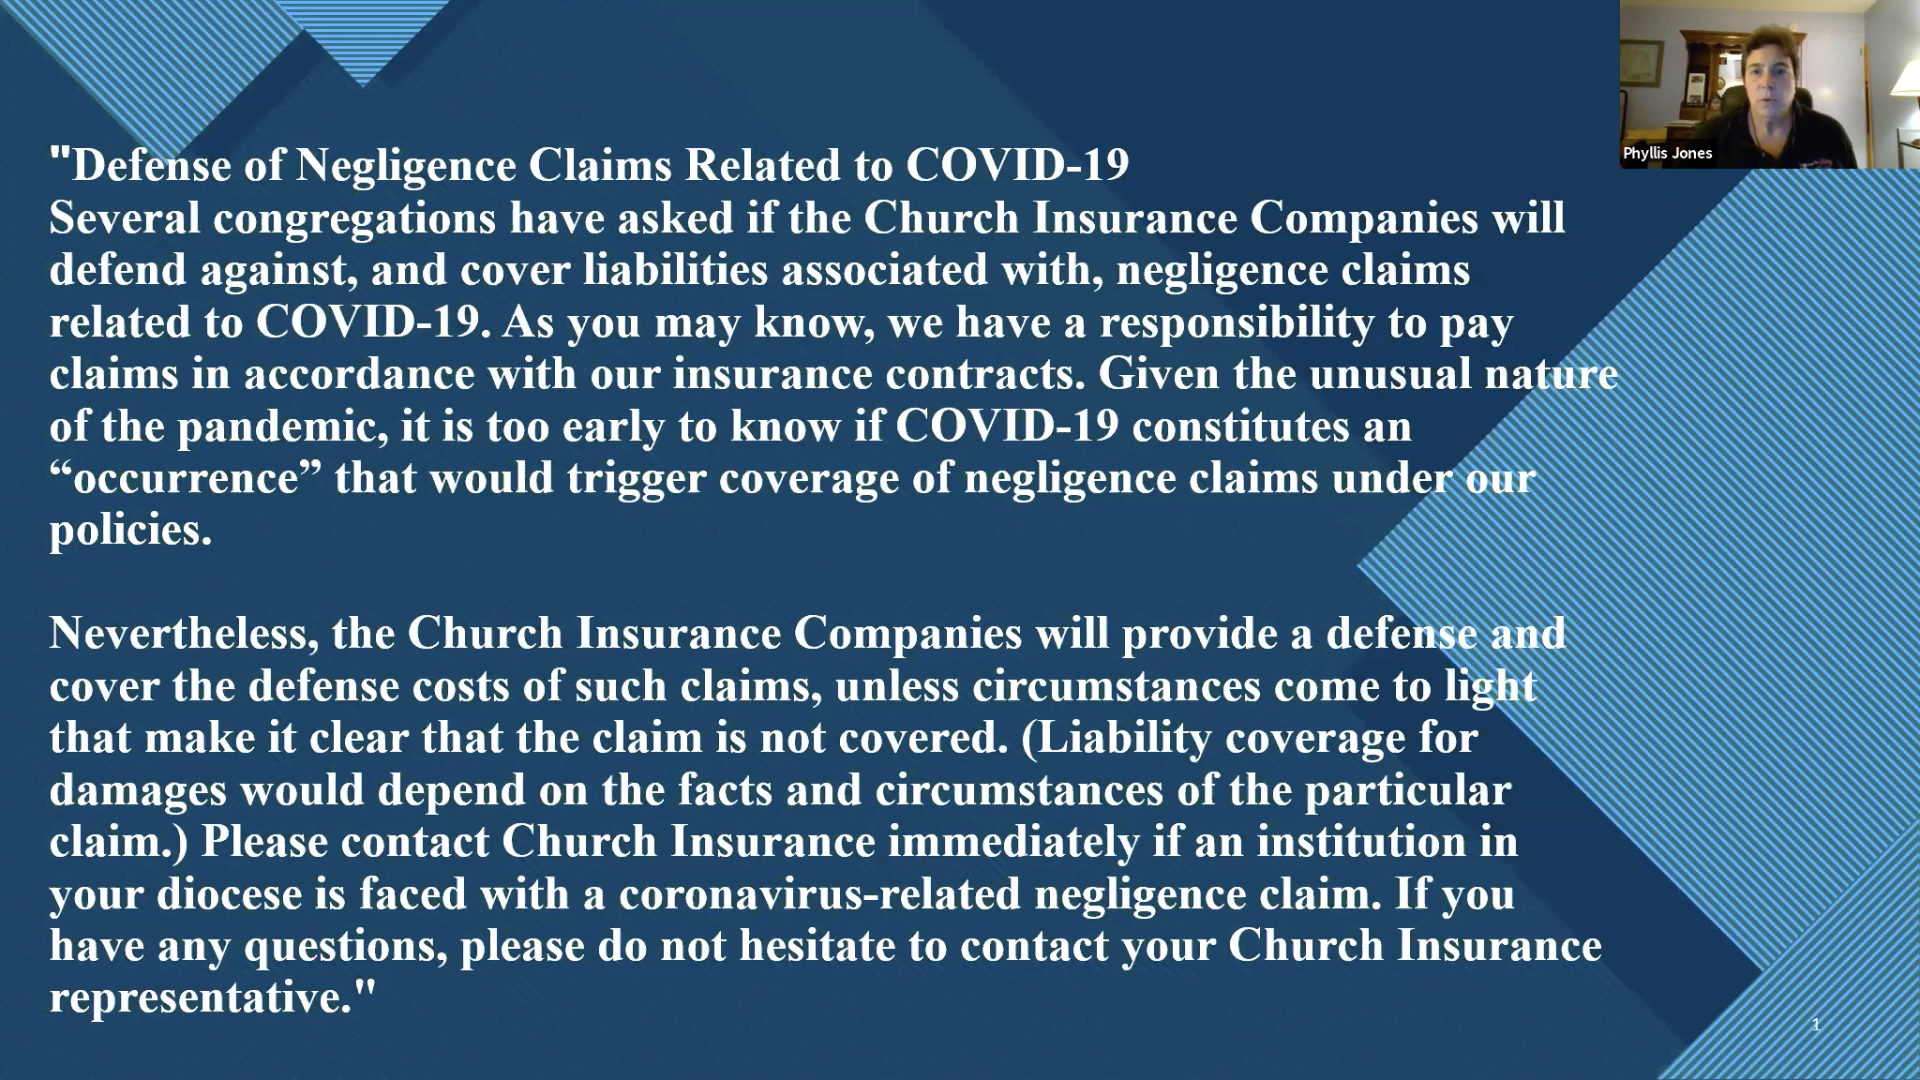 "Defense of Negligence Claims Related to COVID-19
Several congregations have asked if the Church Insurance Companies will
defend against, and cover liabilities associated with, negligence claims
related to COVID-19. As you may know, we have a responsibility to pay
claims in accordance with our insurance contracts. Given the unusual nature
of the pandemic, it is too early to know if COVID-19 constitutes an
“occurrence” that would trigger coverage of negligence claims under our
policies.
Nevertheless, the Church Insurance Companies will provide a defense and
cover the defense costs of such claims, unless circumstances come to light
that make it clear that the claim is not covered. (Liability coverage for
damages would depend on the facts and circumstances of the particular
claim.) Please contact Church Insurance immediately if an institution in
your diocese is faced with a coronavirus-related negligence claim. If you
have any questions, please do not hesitate to contact your Church Insurance
representative."
Phyllis Jones
1